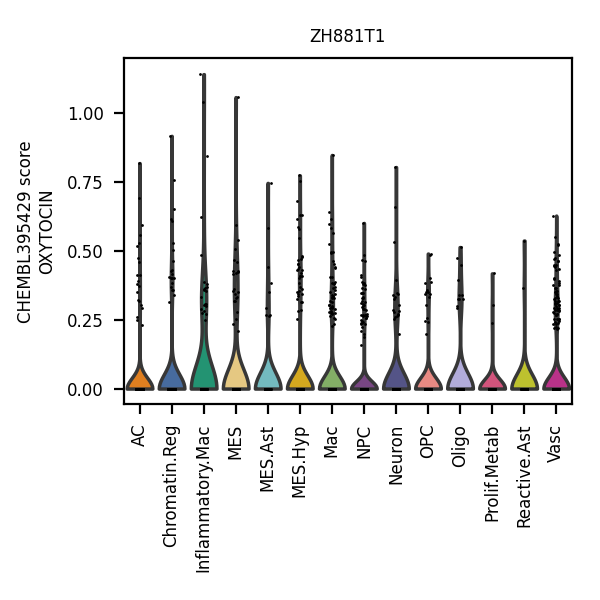 ZH881T1
CHEMBL395429 score
OXYTOCIN
1.00
0.75
0.50
0.25
0.00
AC
Chromatin.Reg
Inflammatory.Mac
MES
MES.Ast
MES.Hyp
Mac
NPC
Neuron
OPC
Oligo
Prolif.Metab
Reactive.Ast
Vasc